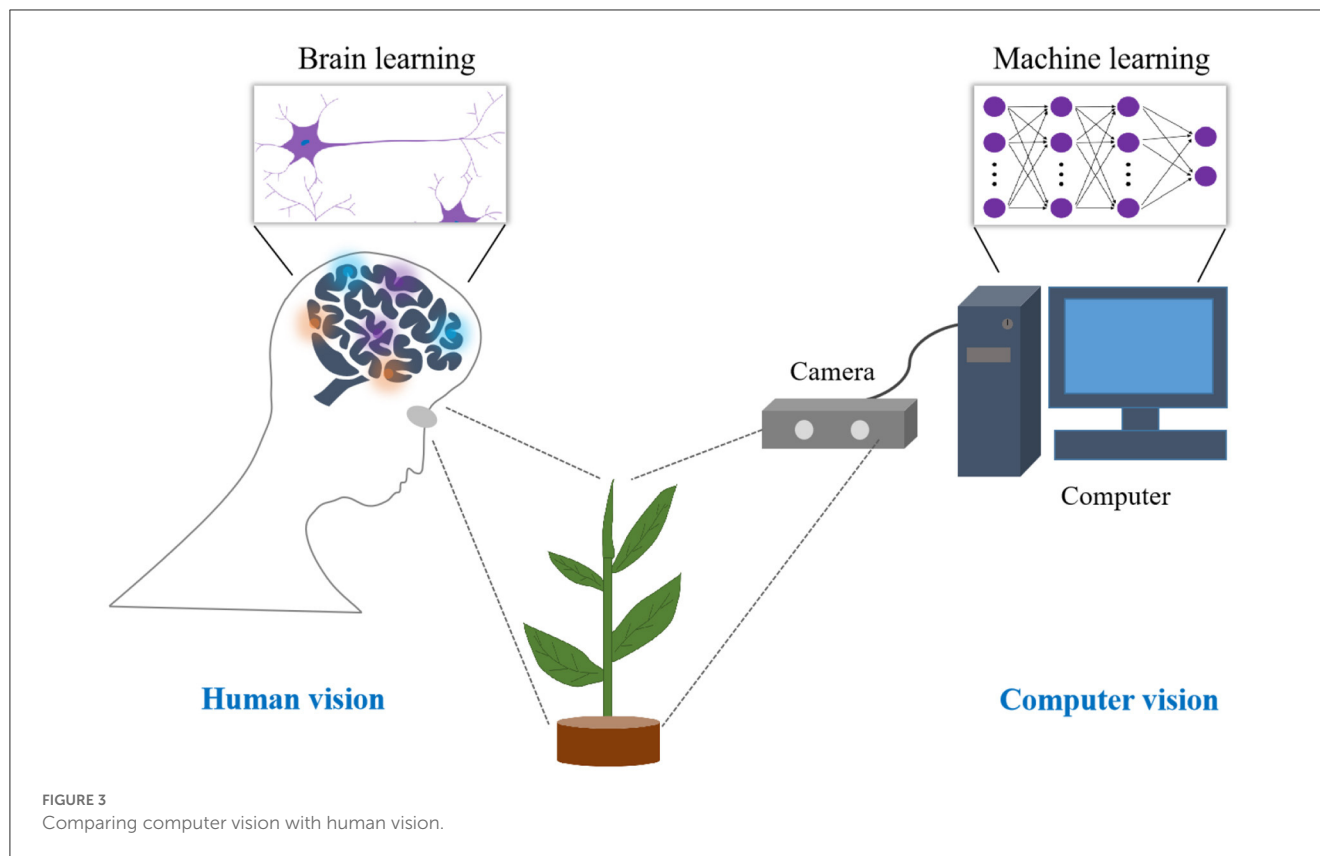 Brain learning
Machine learning
Camera
Computer
Human vision
Computer vision
FIGURE 3
Comparing computer vision with human vision.